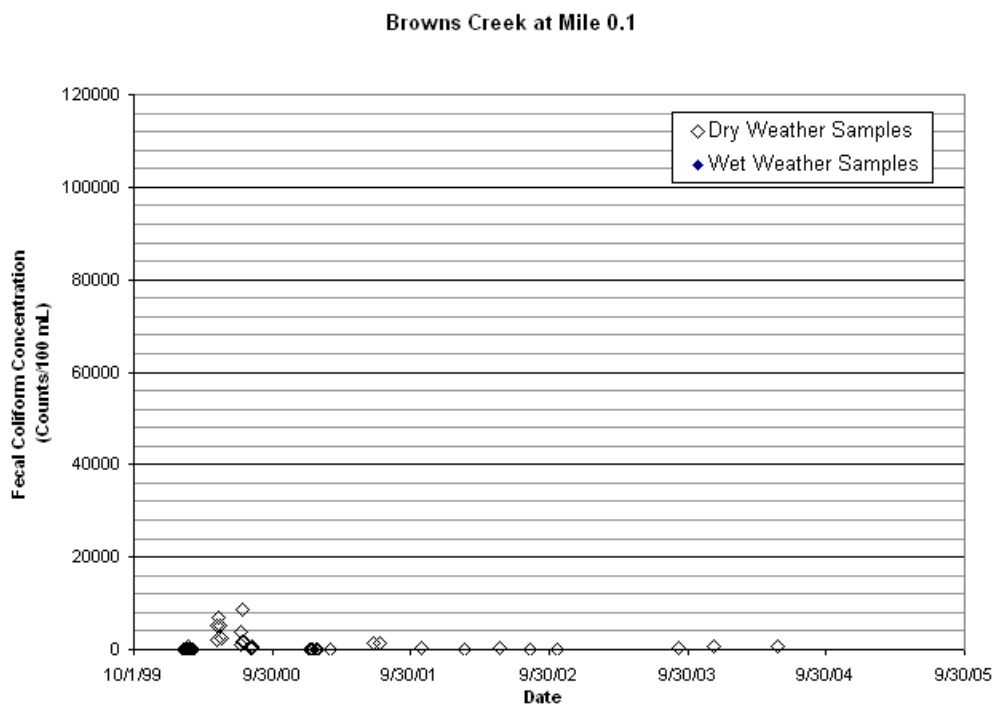 Browns Creek at Mile 0.1
120000
100000
80000
60000
40000
20000
0
Fecal Coliform Concentration
(Counts/100 mL)
Dry Weather Samples
Wet Weather Samples
10/1/99
9/30/00
9/30/01
9/30/02
9/30/03
9/30/04
9/30/05
Date